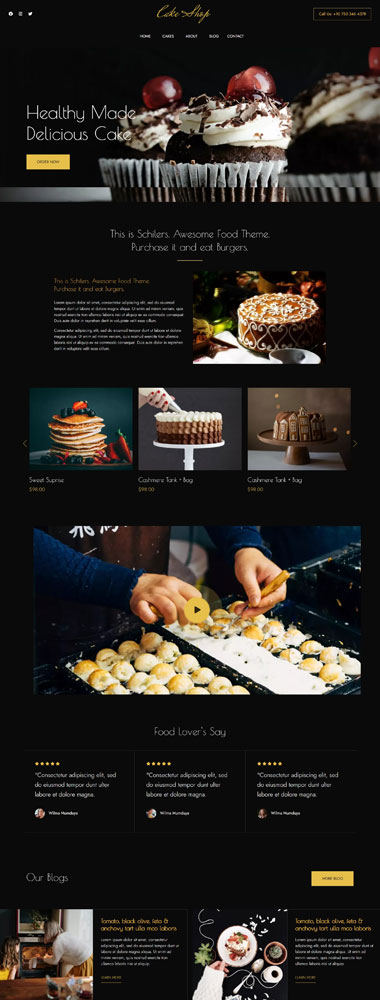 Cake Shop
Call Us: +10 753 246 4578
HOME CAKES ABOUT BLOG CONTACT
Healthy Made
Delicious Cake
ORDER NOW
This is Schilers. Awesome Food Theme.
Purchase it and eat Burgers.
This is Schilers. Awesome Food Theme.
Purchase it and eat Burgers.
Lorem ipsum dolor sit amet, consectetur adipiscing elit, sed do eiusmod
tempor dunt ut labore et dolore magna aliqua. Ut enim ad minim veniam, quis
nostrud exercita tion ullamco laboris nisi ut aliquip ex ea commodo consequat.
Duis aute dolor in reprehen derit in voluptate velit esse cillum.
Consectetur adipiscing elit, sed do eiusmod tempor dunt ut labore et dolore
magna aliqua. Ut enim ad minim veniam, quis nostrud exercita tion ullamco
laboris nisi ut aliquip ex ea commodo consequat. Duis aute dolor in reprehen
derit in voluptate velit esse cillum.
Sweet Suprise
$98.00
Cashmere Tank + Bag
$98.00
Cashmere Tank + Bag
$98.00
Food Lover's Say
"Consectetur adipiscing elit, sed
do eiusmod tempor dunt ulter
labore et dolore magna.
Wilma Mumduya
"Consectetur adipiscing elit, sed
do eiusmod tempor dunt ulter
labore et dolore magna.
Wilma Mumduya
"Consectetur adipiscing elit, sed
do eiusmod tempor dunt ulter
labore et dolore magna.
Wilma Mumduya
Our Blogs
MORE BLOG
Tomato, black olive, feta &
anchovy tart ulla mco laboris
Lorem ipsum dolor sit amet, consectetur
adipiscing elit, sed do eiusmod tempor dunt
ut labore et dolore magna aliqua. Ut enim ad
minim veniam, quis nostrud exercita tion
ullamco laboris nisi ut aliquip.
LEARN MORE
Tomato, black olive, feta &
anchovy tart ulla mco laboris
Lorem ipsum dolor sit amet, consectetur
adipiscing elit, sed do eiusmod tempor dunt
ut labore et dolore magna aliqua. Ut enim ad
minim veniam, quis nostrud exercita tion
ullamco laboris nisi ut aliquip.
LEARN MORE